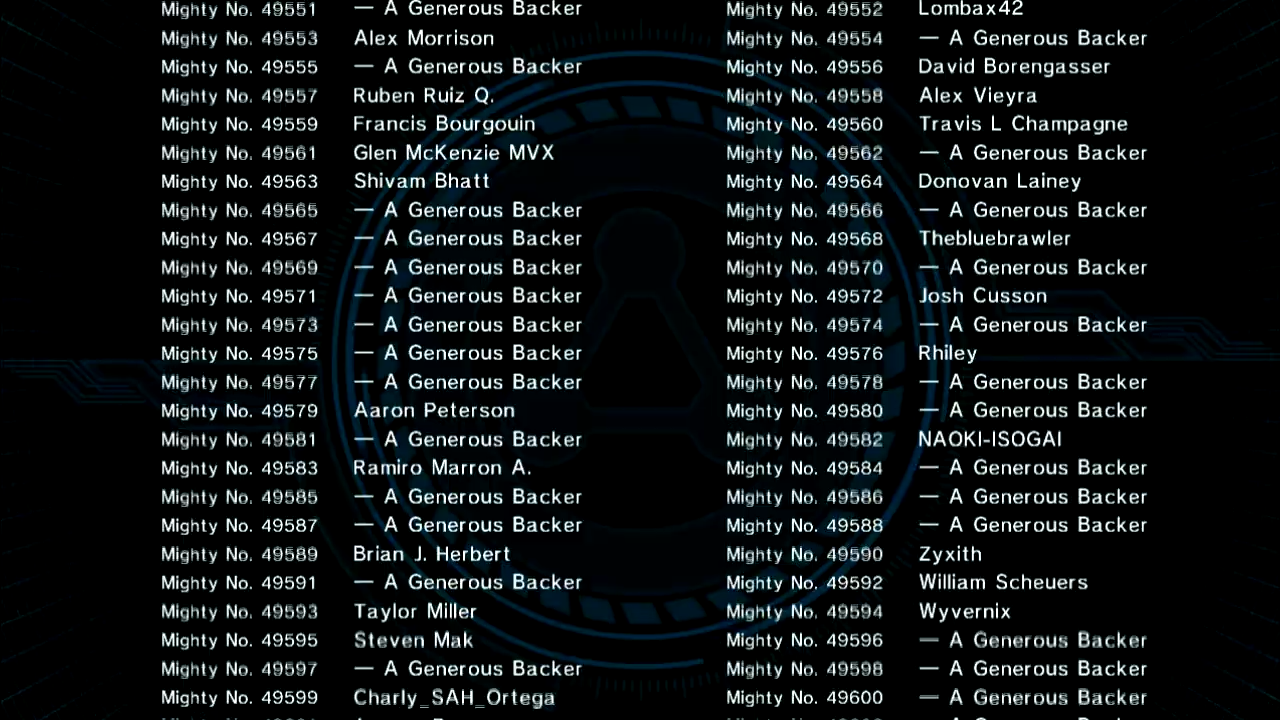 Mighty No. 49551 — A Generous Backer Mighty No. 49552 Lombax42
Mighty No. 49553 Alex Morrison Mighty No. 49554 — A Generous Backer
Mighty No. 49555 — A Generous Backer Mighty No. 49556 David Borengasser
Mighty No. 49557 Ruben Ruiz Q. Mighty No. 49558 Alex Vieyra
Mighty No. 49559 Francis Bourgouin Mighty No. 49560 Travis L Champagne
Mighty No. 49561 Glen McKenzie MVX Mighty No. 49562 — A Generous Backer
Mighty No. 49563 Shivam Bhatt Mighty No. 49564 Donovan Lainey
Mighty No. 49565 — A Generous Backer Mighty No. 49566 — A Generous Backer
Mighty No. 49567 — A Generous Backer Mighty No. 49568 Thebluebrawler
Mighty No. 49569 — A Generous Backer Mighty No. 49570 — A Generous Backer
Mighty No. 49571 — A Generous Backer Mighty No. 49572 Josh Cusson
Mighty No. 49573 — A Generous Backer Mighty No. 49574 — A Generous Backer
Mighty No. 49575 — A Generous Backer Mighty No. 49576 Rhiley
Mighty No. 49577 — A Generous Backer Mighty No. 49578 — A Generous Backer
Mighty No. 49579 Aaron Peterson Mighty No. 49580 — A Generous Backer
Mighty No. 49581 — A Generous Backer Mighty No. 49582 NAOKI-ISOGAI
Mighty No. 49583 Ramiro Marron A. Mighty No. 49584 — A Generous Backer
Mighty No. 49585 — A Generous Backer Mighty No. 49586 — A Generous Backer
Mighty No. 49587 — A Generous Backer Mighty No. 49588 — A Generous Backer
Mighty No. 49589 Brian J. Herbert Mighty No. 49590 Zyxith
Mighty No. 49591 — A Generous Backer Mighty No. 49592 William Scheuers
Mighty No. 49593 Taylor Miller Mighty No. 49594 Wyvernix
Mighty No. 49595 Steven Mak Mighty No. 49596 — A Generous Backer
Mighty No. 49597 — A Generous Backer Mighty No. 49598 — A Generous Backer
Mighty No. 49599 Charly_SAH_Ortega Mighty No. 49600 — A Generous Backer